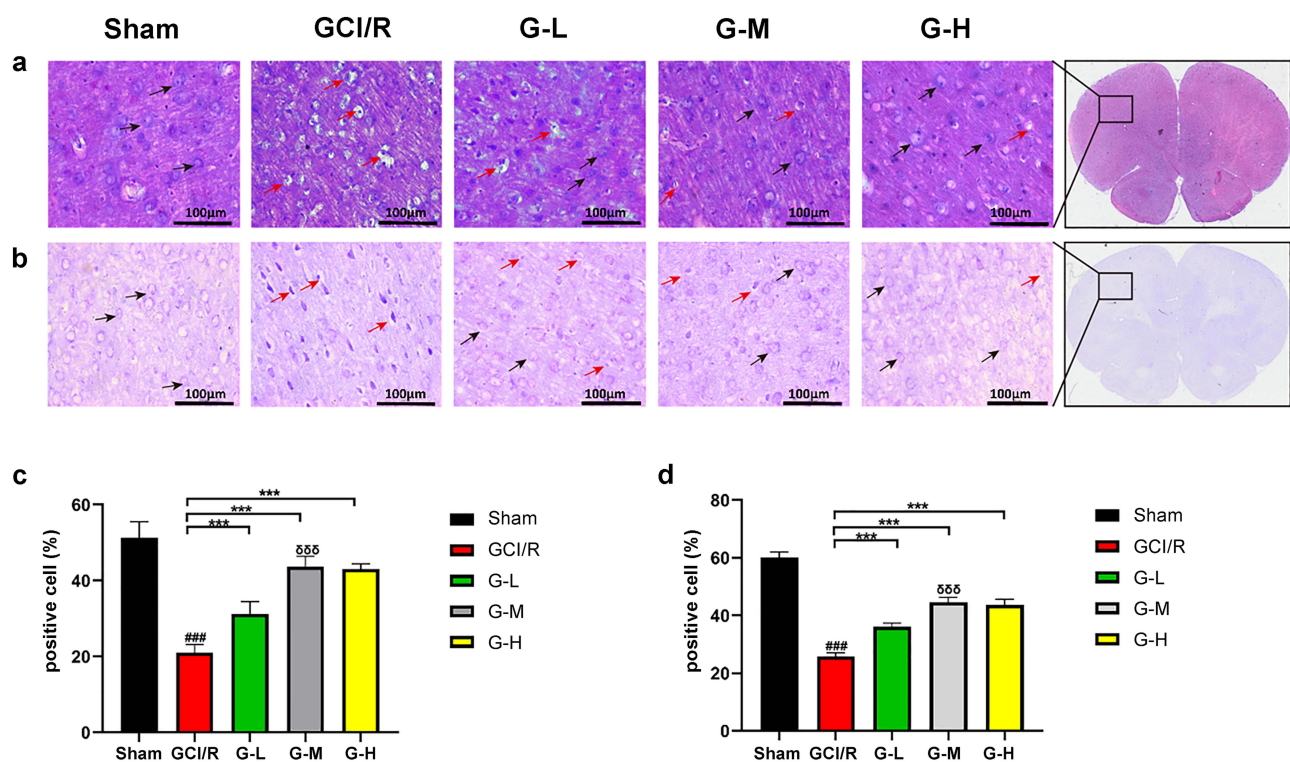 Sham GCI/R G-L G-M G-H
a
100μm 100μm 100μm 100μm 100μm
b
100μm 100μm 100μm 100μm 100μm
c
positive cell (%)
60
40
20
0
***
***
***
###
δδδ
Sham GCI/R G-L G-M G-H
Sham
GCI/R
G-L
G-M
G-H
d
positive cell (%)
80
60
40
20
0
***
***
***
###
δδδ
Sham GCI/R G-L G-M G-H
Sham
GCI/R
G-L
G-M
G-H